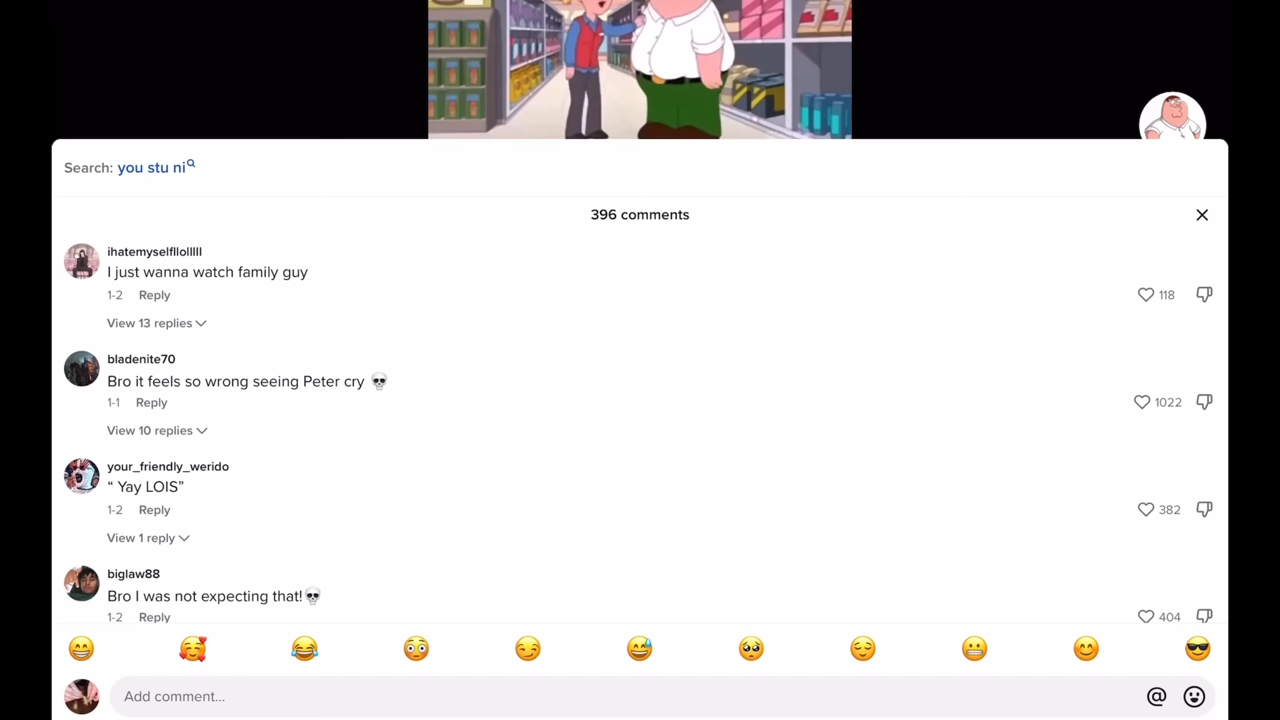 Search: you stu ni
396 comments
ihatemyselfllolllll
I just wanna watch family guy
1-2 Reply
118
View 13 replies
bladenite70
Bro it feels so wrong seeing Peter cry 💀
1-1 Reply
1022
View 10 replies
your_friendly_werido
“ Yay LOIS”
1-2 Reply
382
View 1 reply
biglaw88
Bro I was not expecting that!💀
1-2 Reply
404
Add comment...
@